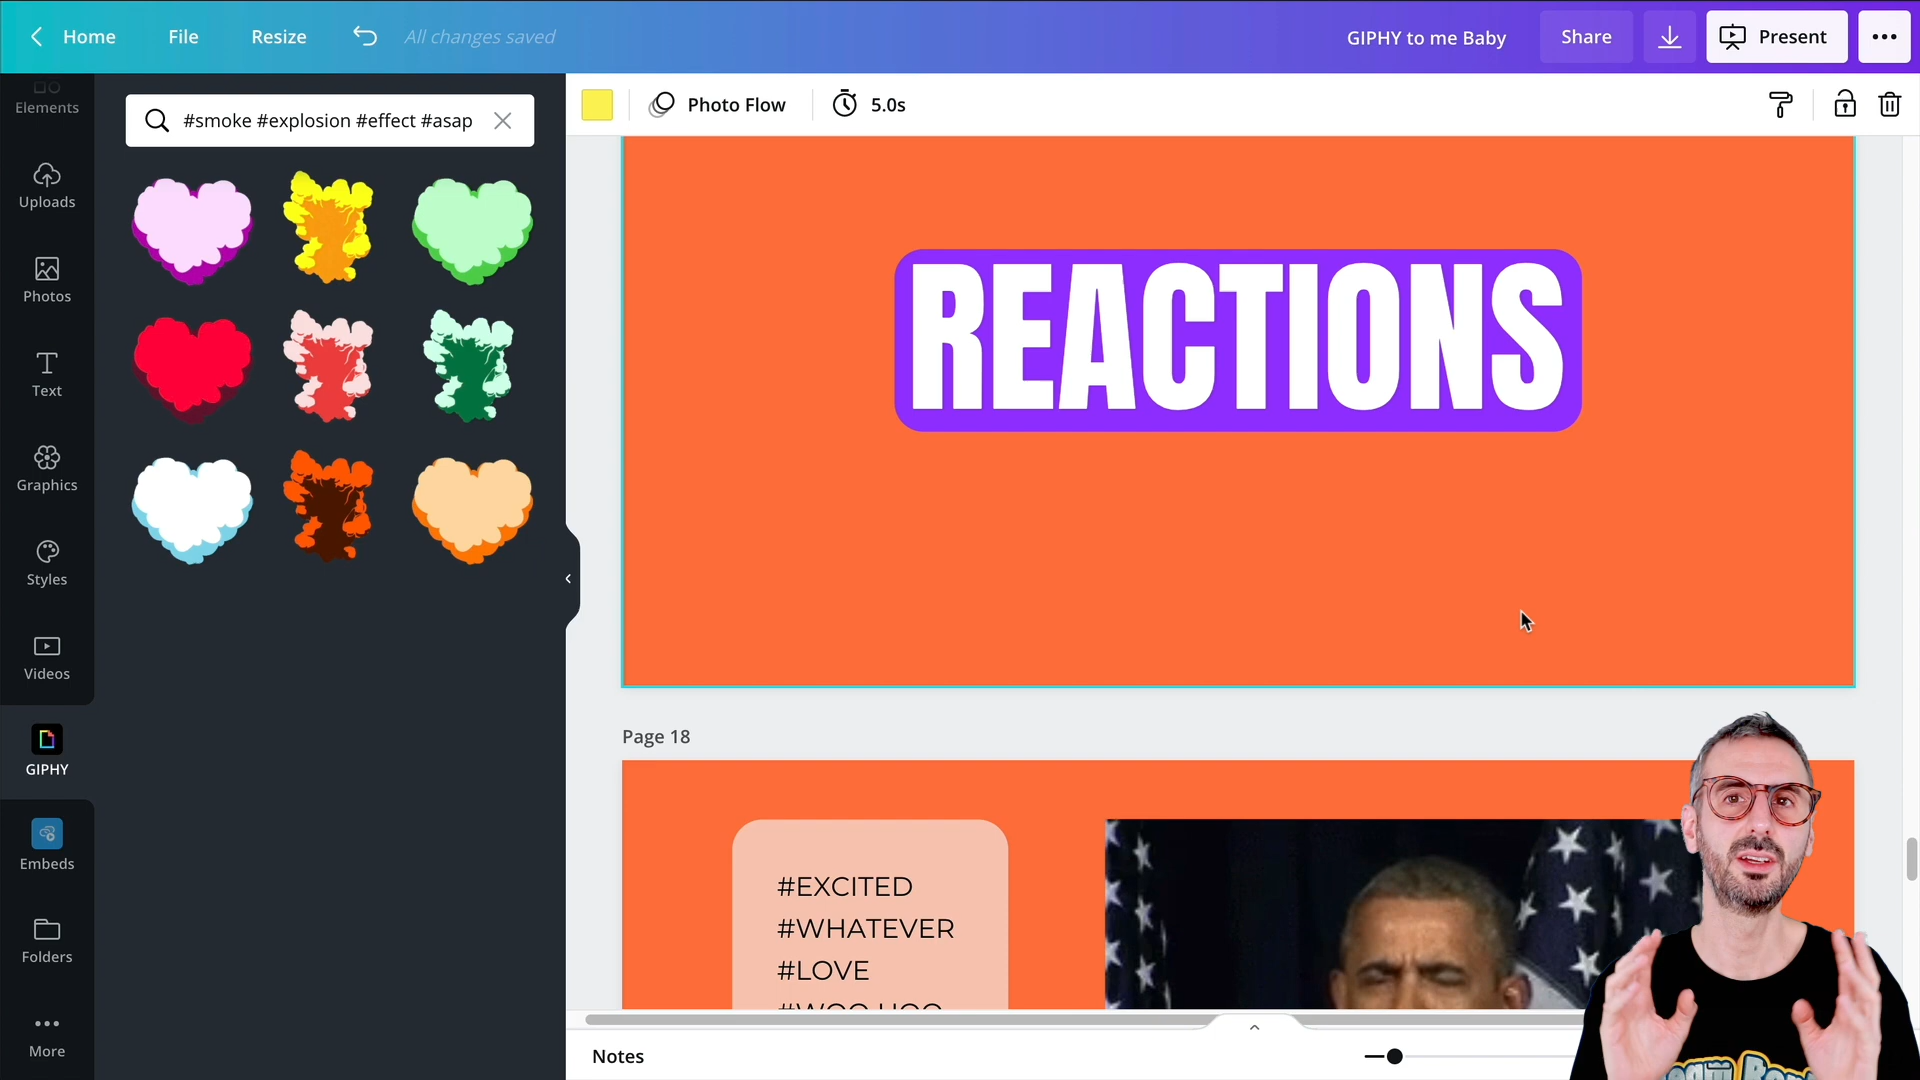 Home File Resize All changes saved GIPHY to me Baby Share Present
Elements
Uploads
Photos
Text
Graphics
Styles
Videos
GIPHY
Embeds
Folders
More
#smoke #explosion #effect #asap
Photo Flow 5.0s
REACTIONS
Page 18
#EXCITED
#WHATEVER
#LOVE
#WOO HOO
Notes